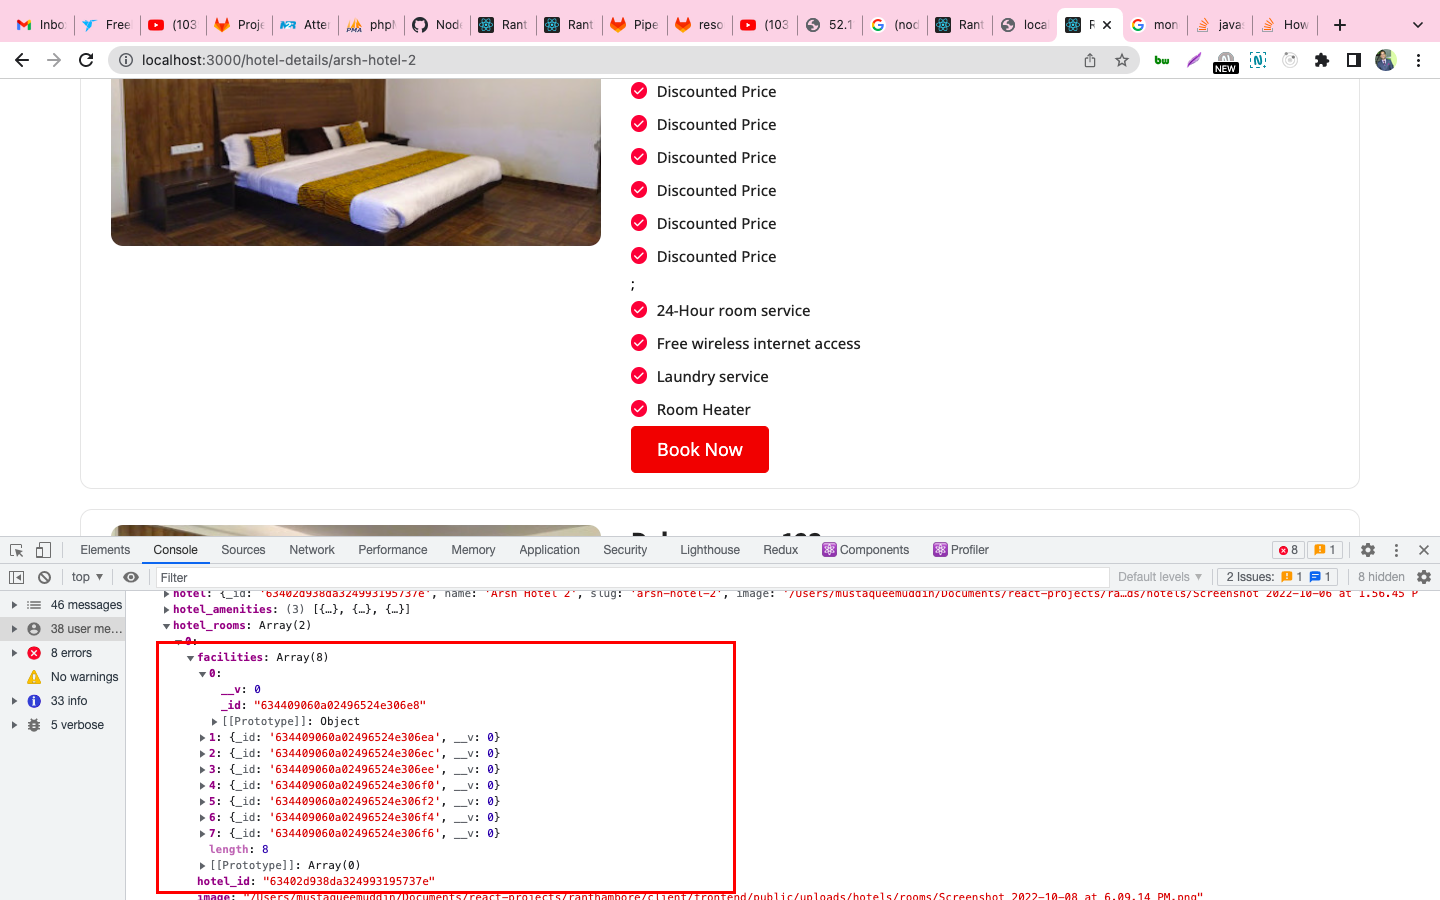 Inbo Free (103 Proje Atter phpM Node Rant Rant Pipe reso (103 52.1 (nod Rant local R mon javas How
localhost:3000/hotel-details/arsh-hotel-2
NEW
Discounted Price
Discounted Price
Discounted Price
Discounted Price
Discounted Price
Discounted Price
;
24-Hour room service
Free wireless internet access
Laundry service
Room Heater
Book Now
Elements Console Sources Network Performance Memory Application Security Lighthouse Redux Components Profiler 8 1
top Filter Default levels 2 Issues: 1 1 8 hidden
46 messages
38 user me...
8 errors
No warnings
33 info
5 verbose
hotel: {_id: '63402d938da324993195737e', name: 'Arsh Hotel 2', slug: 'arsh-hotel-2', image: '/Users/mustaqueemuddin/Documents/react-projects/ra…ds/hotels/Screenshot 2022-10-06 at 1.56.45 P
hotel_amenities: (3) [{…}, {…}, {…}]
hotel_rooms: Array(2)
0:
facilities: Array(8)
0:
__v: 0
_id: "634409060a02496524e306e8"
[[Prototype]]: Object
1: {_id: '634409060a02496524e306ea', __v: 0}
2: {_id: '634409060a02496524e306ec', __v: 0}
3: {_id: '634409060a02496524e306ee', __v: 0}
4: {_id: '634409060a02496524e306f0', __v: 0}
5: {_id: '634409060a02496524e306f2', __v: 0}
6: {_id: '634409060a02496524e306f4', __v: 0}
7: {_id: '634409060a02496524e306f6', __v: 0}
length: 8
[[Prototype]]: Array(0)
hotel_id: "63402d938da324993195737e"
image: "/Users/mustaqueemuddin/Documents/react-projects/ranthambore/client/frontend/public/uploads/hotels/rooms/Screenshot 2022-10-08 at 6.09.14 PM.png"